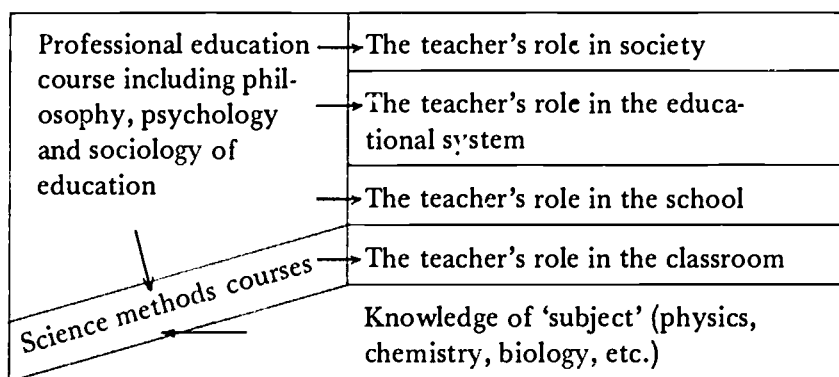 Professional education
course including phil-
osophy, psychology
and sociology of
education
The teacher's role in society
The teacher's role in the educa-
tional system
The teacher's role in the school
The teacher's role in the classroom
Science methods courses
Knowledge of ‘subject’ (physics,
chemistry, biology, etc.)